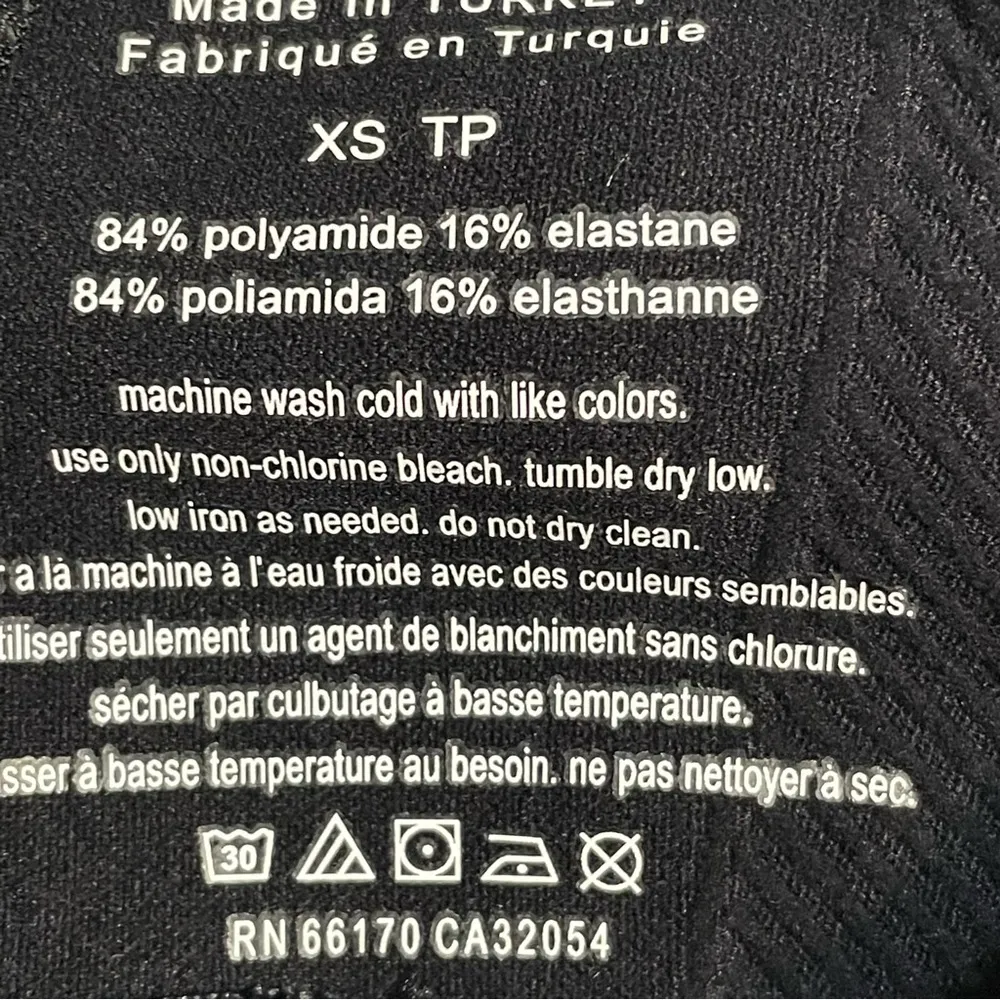 Made in TURKEY
Fabriqué en Turquie
XS TP
84% polyamide 16% elastane
84% poliamida 16% elasthanne
machine wash cold with like colors.
use only non-chlorine bleach. tumble dry low.
low iron as needed. do not dry clean.
a là machine à l'eau froide avec des couleurs semblables.
tiliser seulement un agent de blanchiment sans chlorure.
sécher par culbutage à basse temperature.
sser à basse temperature au besoin. ne pas nettoyer à sec.
30
RN 66170 CA32054